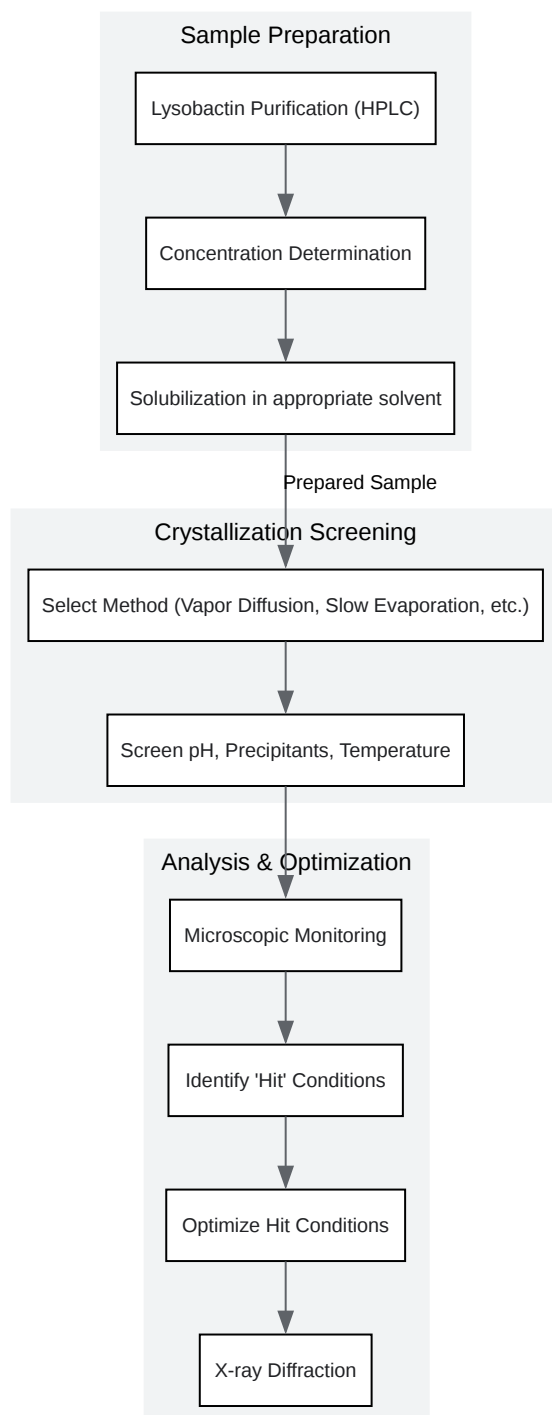 Sample Preparation
Lysobactin Purification (HPLC)
Concentration Determination
Solubilization in appropriate solvent
Prepared Sample
Crystallization Screening
Select Method (Vapor Diffusion, Slow Evaporation, etc.)
Screen pH, Precipitants, Temperature
Analysis & Optimization
Microscopic Monitoring
Identify 'Hit' Conditions
Optimize Hit Conditions
X-ray Diffraction